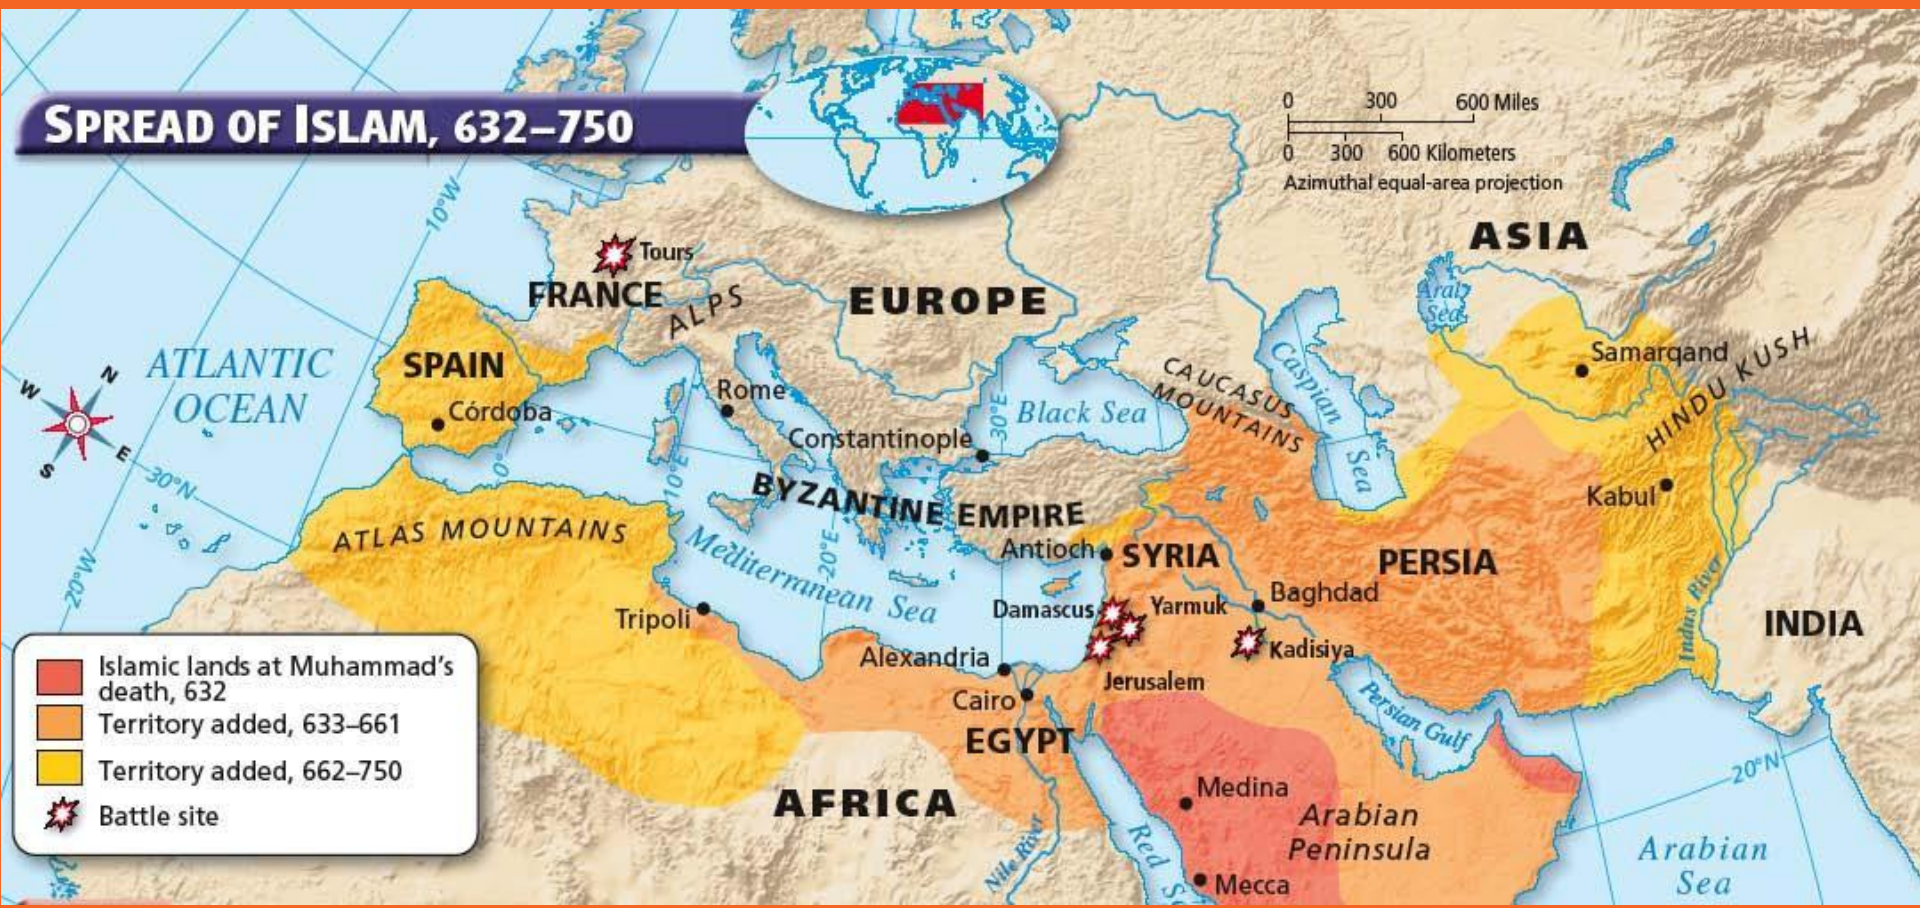 SPREAD OF ISLAM, 632–750
0 300 600 Miles
0 300 600 Kilometers
Azimuthal equal-area projection
10°W
ASIA
Tours
FRANCE
ALPS
EUROPE
Aral
Sea
ATLANTIC
OCEAN
N
W
E
S
SPAIN
Córdoba
Rome
Constantinople
30°E
Black Sea
CAUCASUS
MOUNTAINS
Caspian
Sea
Samarqand
HINDU KUSH
30°N
0°
10°E
20°W
ATLAS MOUNTAINS
BYZANTINE EMPIRE
Mediterranean Sea
20°E
Antioch
SYRIA
PERSIA
Kabul
Tripoli
Damascus
Yarmuk
Baghdad
Kadisiya
Indus River
INDIA
Alexandria
Cairo
Jerusalem
Persian Gulf
EGYPT
AFRICA
Nile River
Medina
Arabian
Peninsula
Red S
Mecca
20°N
Arabian
Sea
Islamic lands at Muhammad's
death, 632
Territory added, 633–661
Territory added, 662–750
Battle site